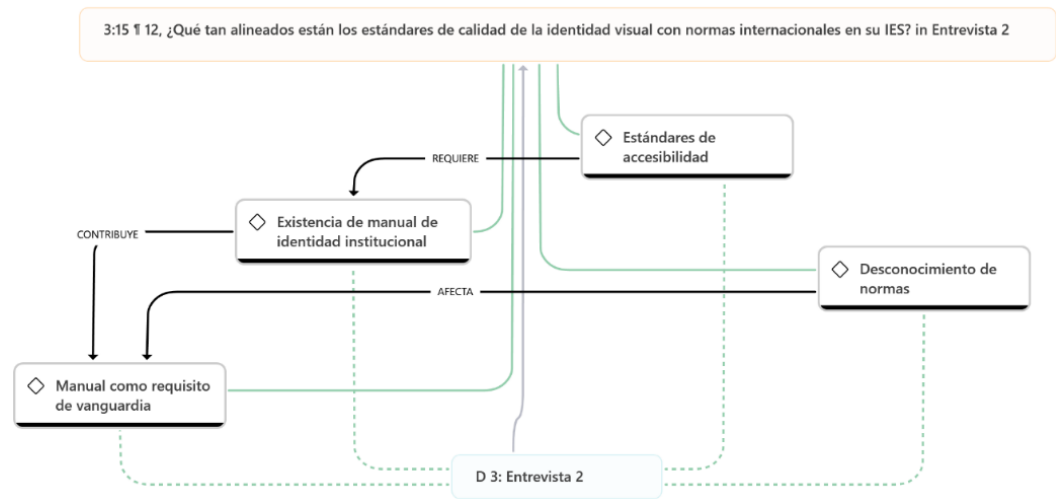 3:15 ¶ 12, ¿Qué tan alineados están los estándares de calidad de la identidad visual con normas internacionales en su IES? in Entrevista 2
Estándares de
accesibilidad
REQUIERE
Existencia de manual de
identidad institucional
CONTRIBUYE
Desconocimiento de
normas
AFECTA
Manual como requisito
de vanguardia
D 3: Entrevista 2